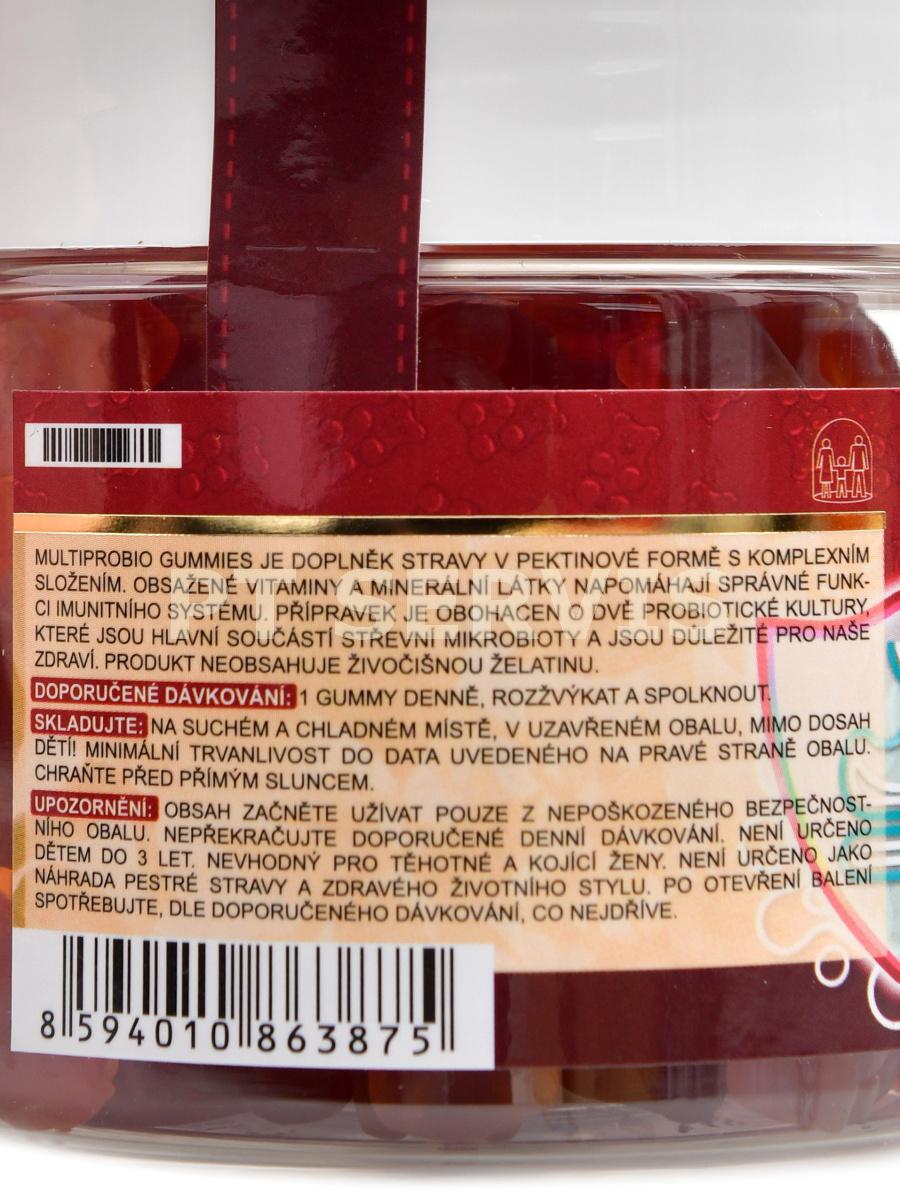 MULTIPROBIO GUMMIES JE DOPLNĚK STRAVY V PEKTINOVÉ FORMĚ S KOMPLEXNÍM
SLOŽENÍM. OBSAŽENÉ VITAMINY A MINERÁLNÍ LÁTKY NAPOMÁHAJÍ SPRÁVNÉ FUNK-
CI IMUNITNÍHO SYSTÉMU. PŘÍPRAVEK JE OBOHACEN O DVĚ PROBIOTICKÉ KULTURY,
KTERÉ JSOU HLAVNÍ SOUČÁSTÍ STŘEVNÍ MIKROBIOTY A JSOU DŮLEŽITÉ PRO NAŠE
ZDRAVÍ. PRODUKT NEOBSAHUJE ŽIVOČIŠNOU ŽELATINU.
DOPORUČENÉ DÁVKOVÁNÍ: 1 GUMMY DENNĚ, ROZŽVÝKAT A SPOLKNOUT.
SKLADUJTE: NA SUCHÉM A CHLADNÉM MÍSTĚ, V UZAVŘENÉM OBALU, MIMO DOSAH
DĚTÍ! MINIMÁLNÍ TRVANLIVOST DO DATA UVEDENÉHO NA PRAVÉ STRANĚ OBALU.
CHRAŇTE PŘED PŘÍMÝM SLUNCEM.
UPOZORNĚNÍ: OBSAH ZAČNĚTE UŽÍVAT POUZE Z NEPOŠKOZENÉHO BEZPEČNOST-
NÍHO OBALU. NEPŘEKRAČUJTE DOPORUČENÉ DENNÍ DÁVKOVÁNÍ. NENÍ URČENO
DĚTEM DO 3 LET. NEVHODNÝ PRO TĚHOTNÉ A KOJÍCÍ ŽENY. NENÍ URČENO JAKO
NÁHRADA PESTRÉ STRAVY A ZDRAVÉHO ŽIVOTNÍHO STYLU. PO OTEVŘENÍ BALENÍ
SPOTŘEBUJTE, DLE DOPORUČENÉHO DÁVKOVÁNÍ, CO NEJDŘÍVE.
8 594010 863875